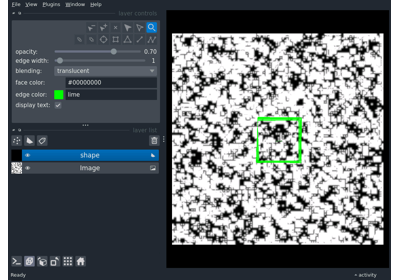 File View Plugins Window Help
layer controls
opacity: 0.70
edge width: 1
blending: translucent
face color: #00000000
edge color: lime
display text:
layer list
shape
Image
Ready
activity